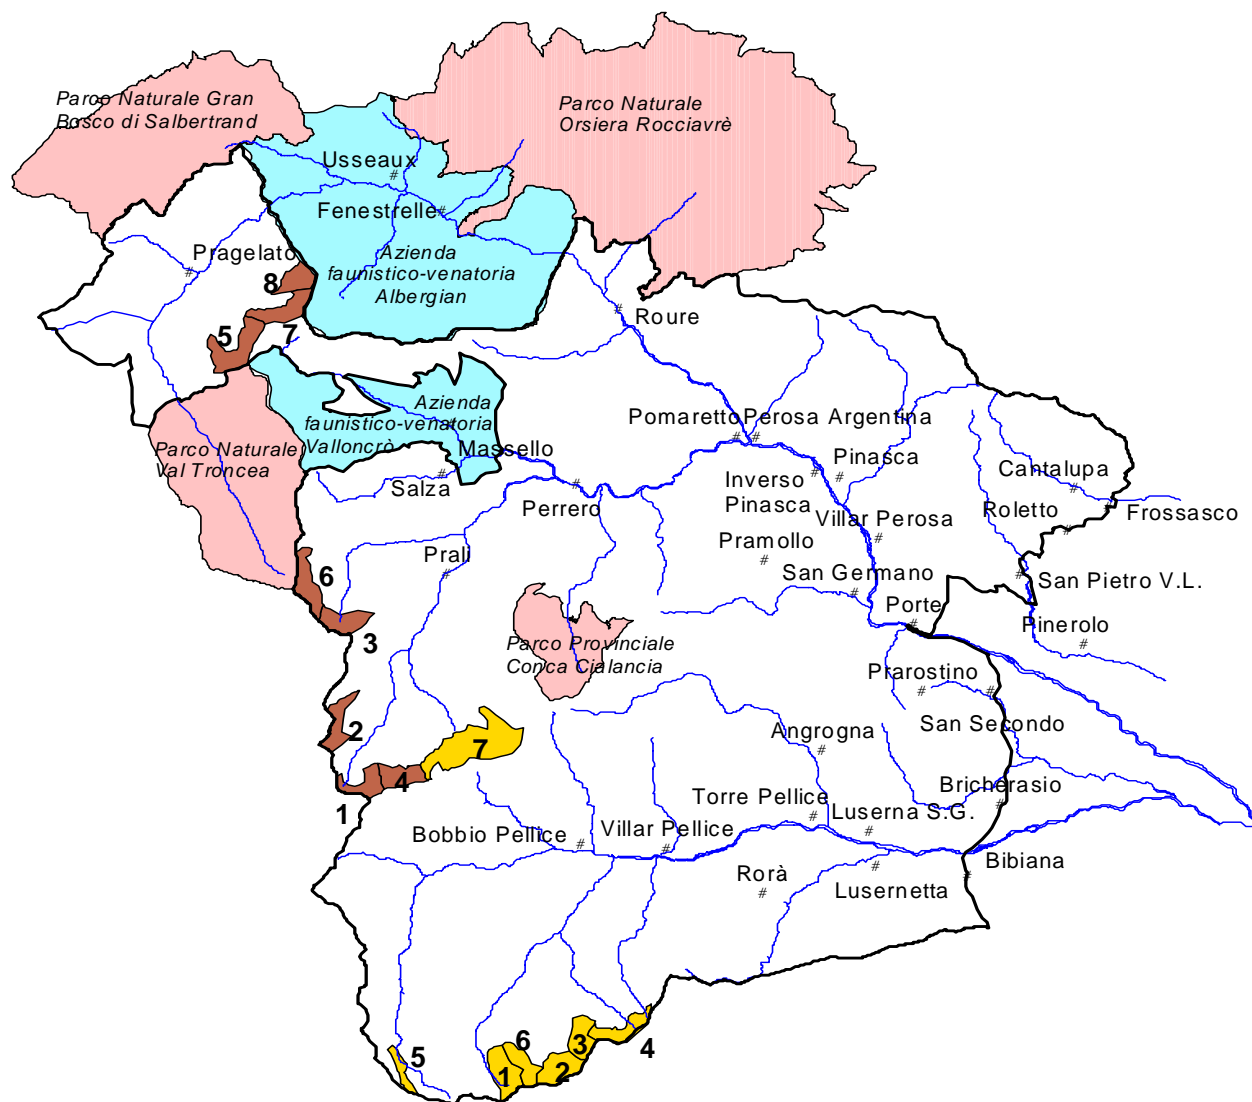 Parco Naturale Gran
Bosco di Salbertrand
Parco Naturale
Orsiera Rocciavrè
Usseaux
#
Fenestrelle
#
Azienda
faunistico-venatoria
Albergian
Pragelato
#
8
7
5
Roure
#
Azienda
faunistico-venatoria
Valloncrò
Parco Naturale
Val Troncea
Massello
#
Salza
#
Perrero
#
Pomaretto
#
Perosa Argentina
#
Inverso
Pinasca
#
Pinasca
#
Cantalupa
#
Frossasco
#
Roletto
#
Villar Perosa
#
Pramollo
#
San Germano
#
San Pietro V.L.
#
Porte
#
Pinerolo
#
Prali
#
6
3
Parco Provinciale
Conca Cialancia
Prarostino
#
San Secondo
#
Angrogna
#
2
7
4
1
Bricherasio
#
Torre Pellice
#
Luserna S.G.
#
Bobbio Pellice
#
Villar Pellice
#
Bibiana
#
Rorà
#
Lusernetta
#
5
6
1
2
3
4